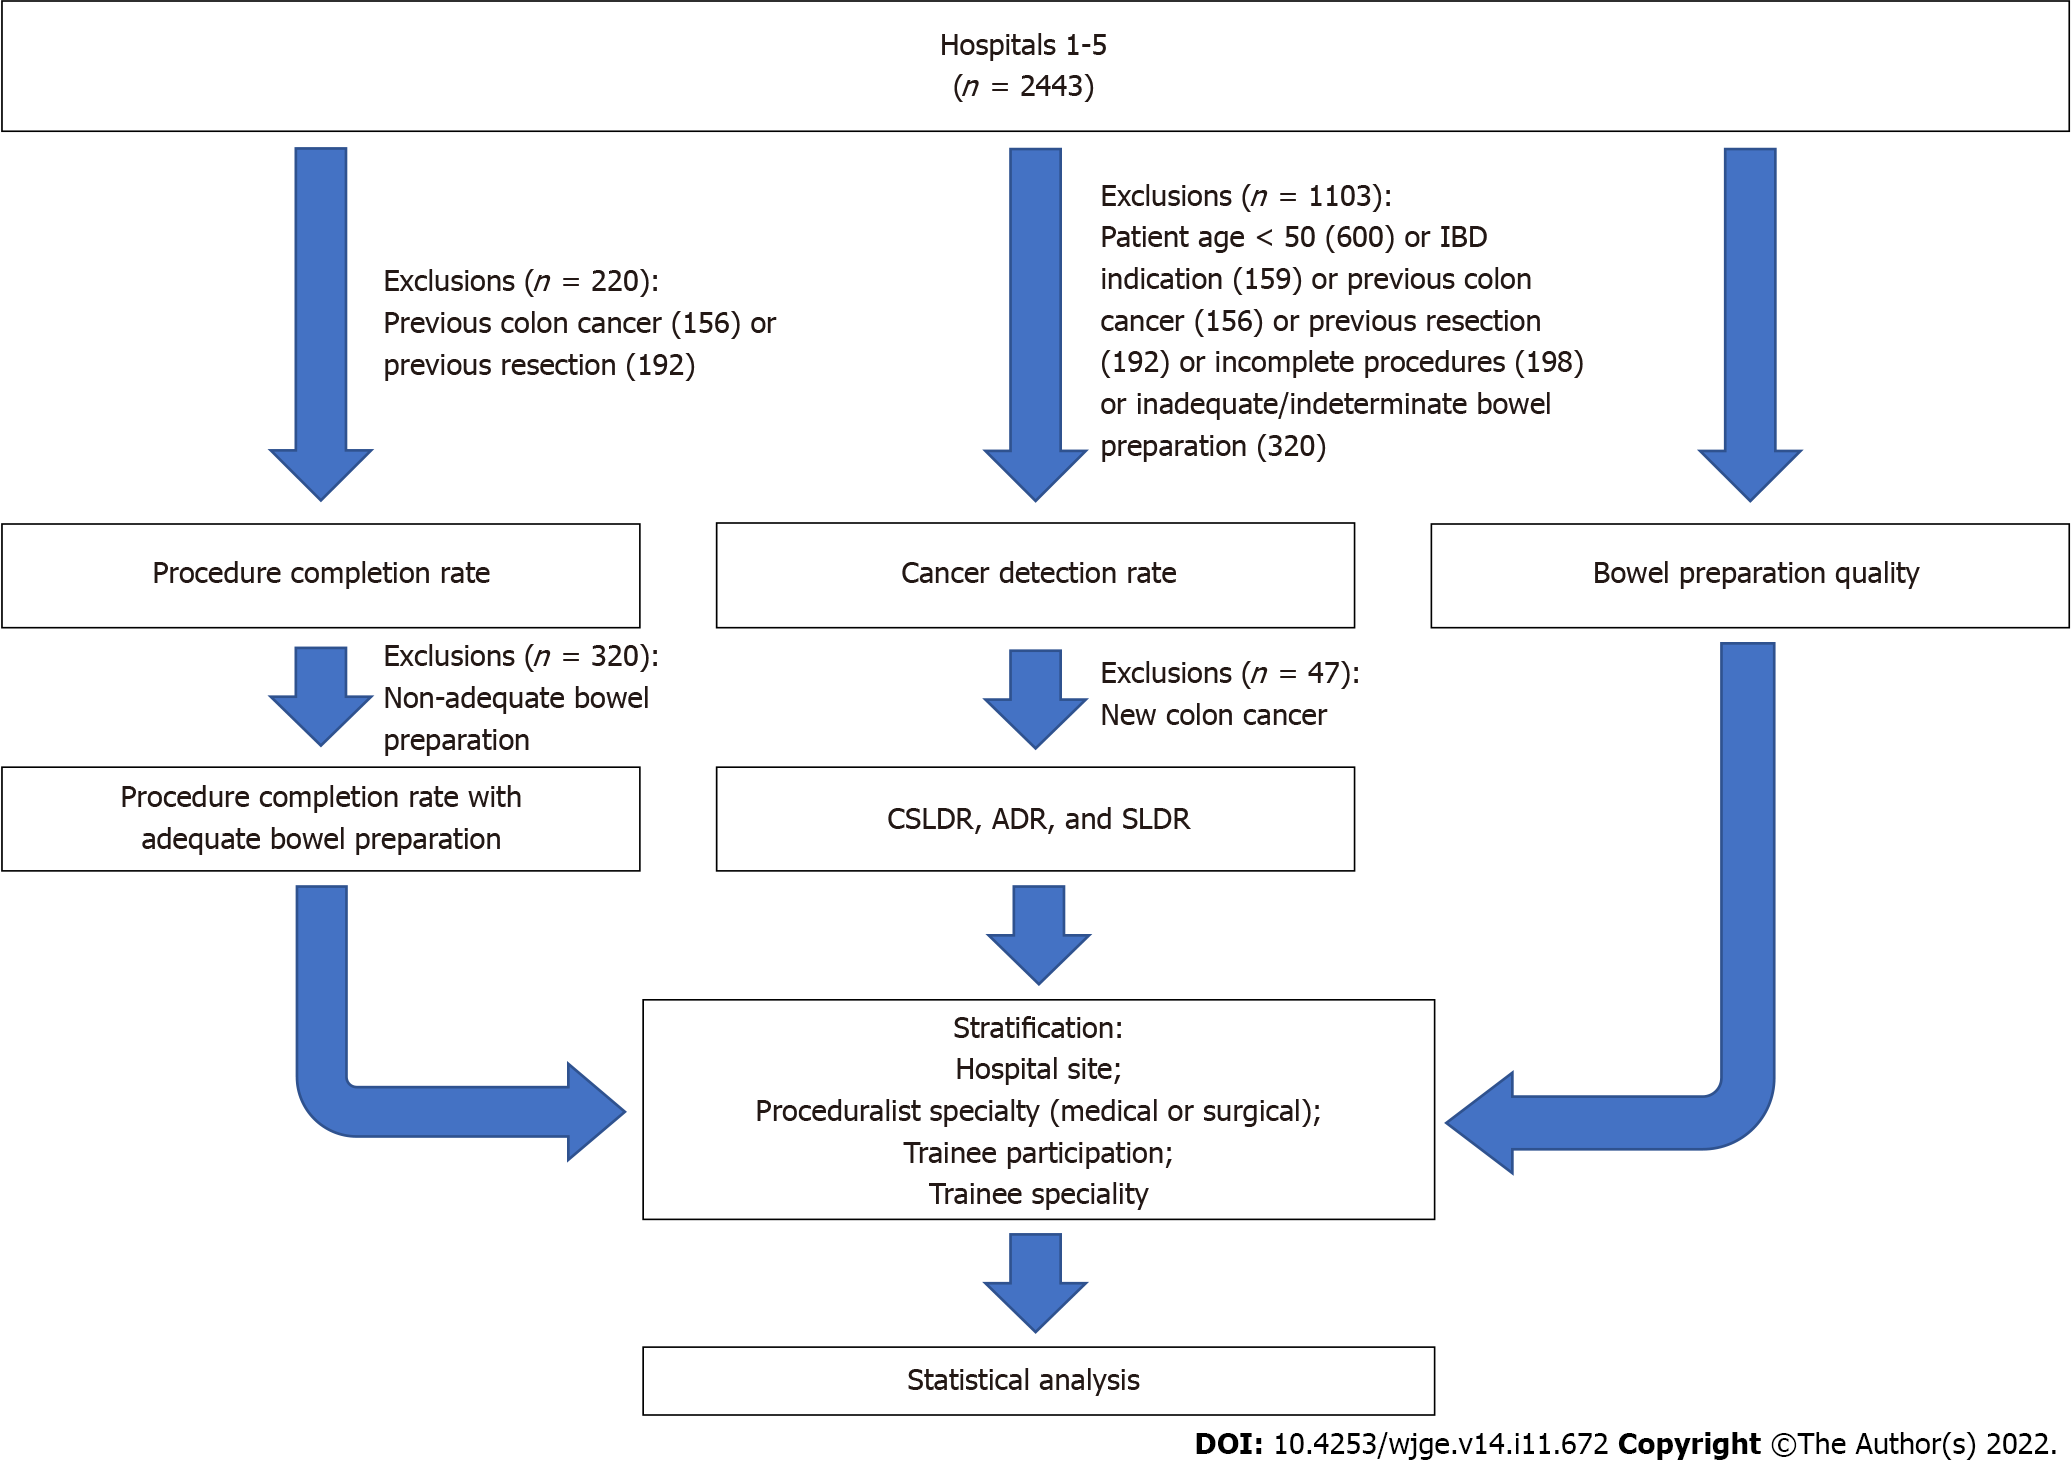 Hospitals 1-5
(n = 2443)
Exclusions (n = 220):
Previous colon cancer (156) or
previous resection (192)
Exclusions (n = 1103):
Patient age < 50 (600) or IBD
indication (159) or previous colon
cancer (156) or previous resection
(192) or incomplete procedures (198)
or inadequate/indeterminate bowel
preparation (320)
Procedure completion rate
Cancer detection rate
Bowel preparation quality
Exclusions (n = 320):
Non-adequate bowel
preparation
Exclusions (n = 47):
New colon cancer
Procedure completion rate with
adequate bowel preparation
CSLDR, ADR, and SLDR
Stratification:
Hospital site;
Proceduralist specialty (medical or surgical);
Trainee participation;
Trainee speciality
Statistical analysis
DOI: 10.4253/wjge.v14.i11.672 Copyright ©The Author(s) 2022.